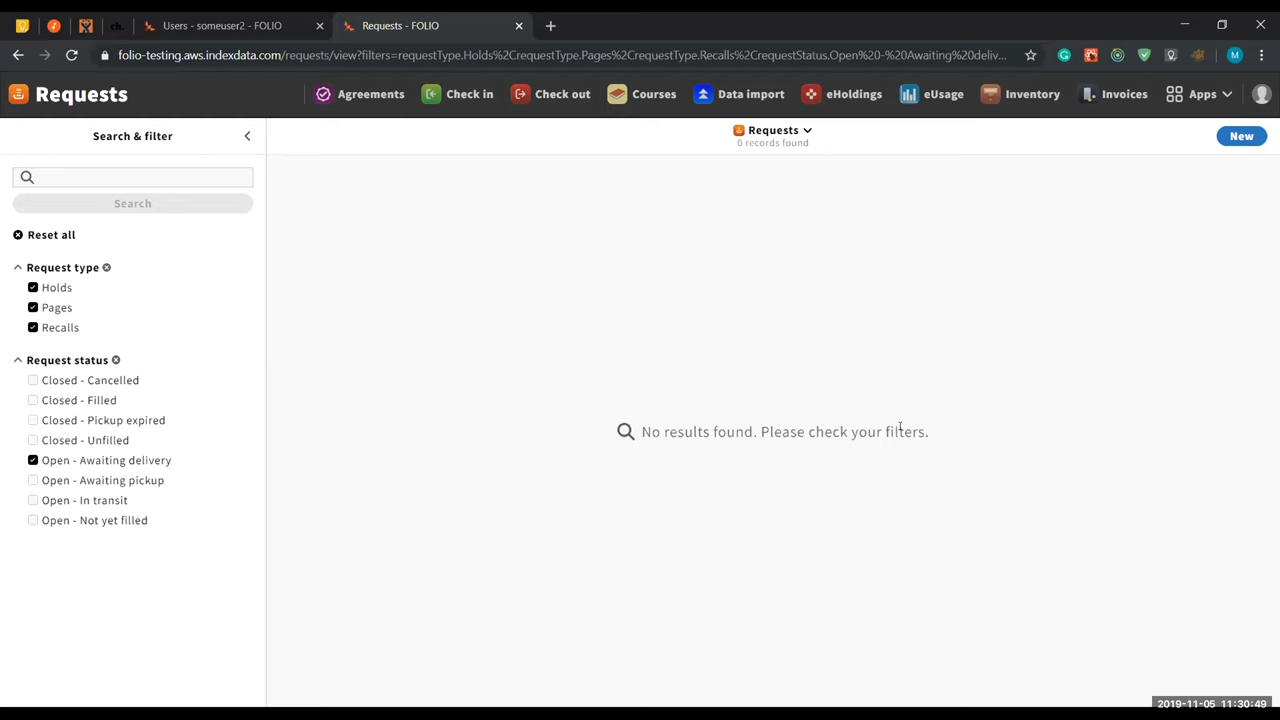 ch.
Users - someuser2 - FOLIO
Requests - FOLIO
folio-testing.aws.indexdata.com/requests/view?filters=requestType.Holds%2CrequestType.Pages%2CrequestType.Recalls%2CrequestStatus.Open%20-%20Awaiting%20deliv...
M
Requests
Agreements
Check in
Check out
Courses
Data import
eHoldings
eUsage
Inventory
Invoices
Apps
Search & filter
Requests
0 records found
New
Search
Reset all
Request type
Holds
Pages
Recalls
Request status
Closed - Cancelled
Closed - Filled
Closed - Pickup expired
Closed - Unfilled
Open - Awaiting delivery
Open - Awaiting pickup
Open - In transit
Open - Not yet filled
No results found. Please check your filters.
2019-11-05 11:30:49